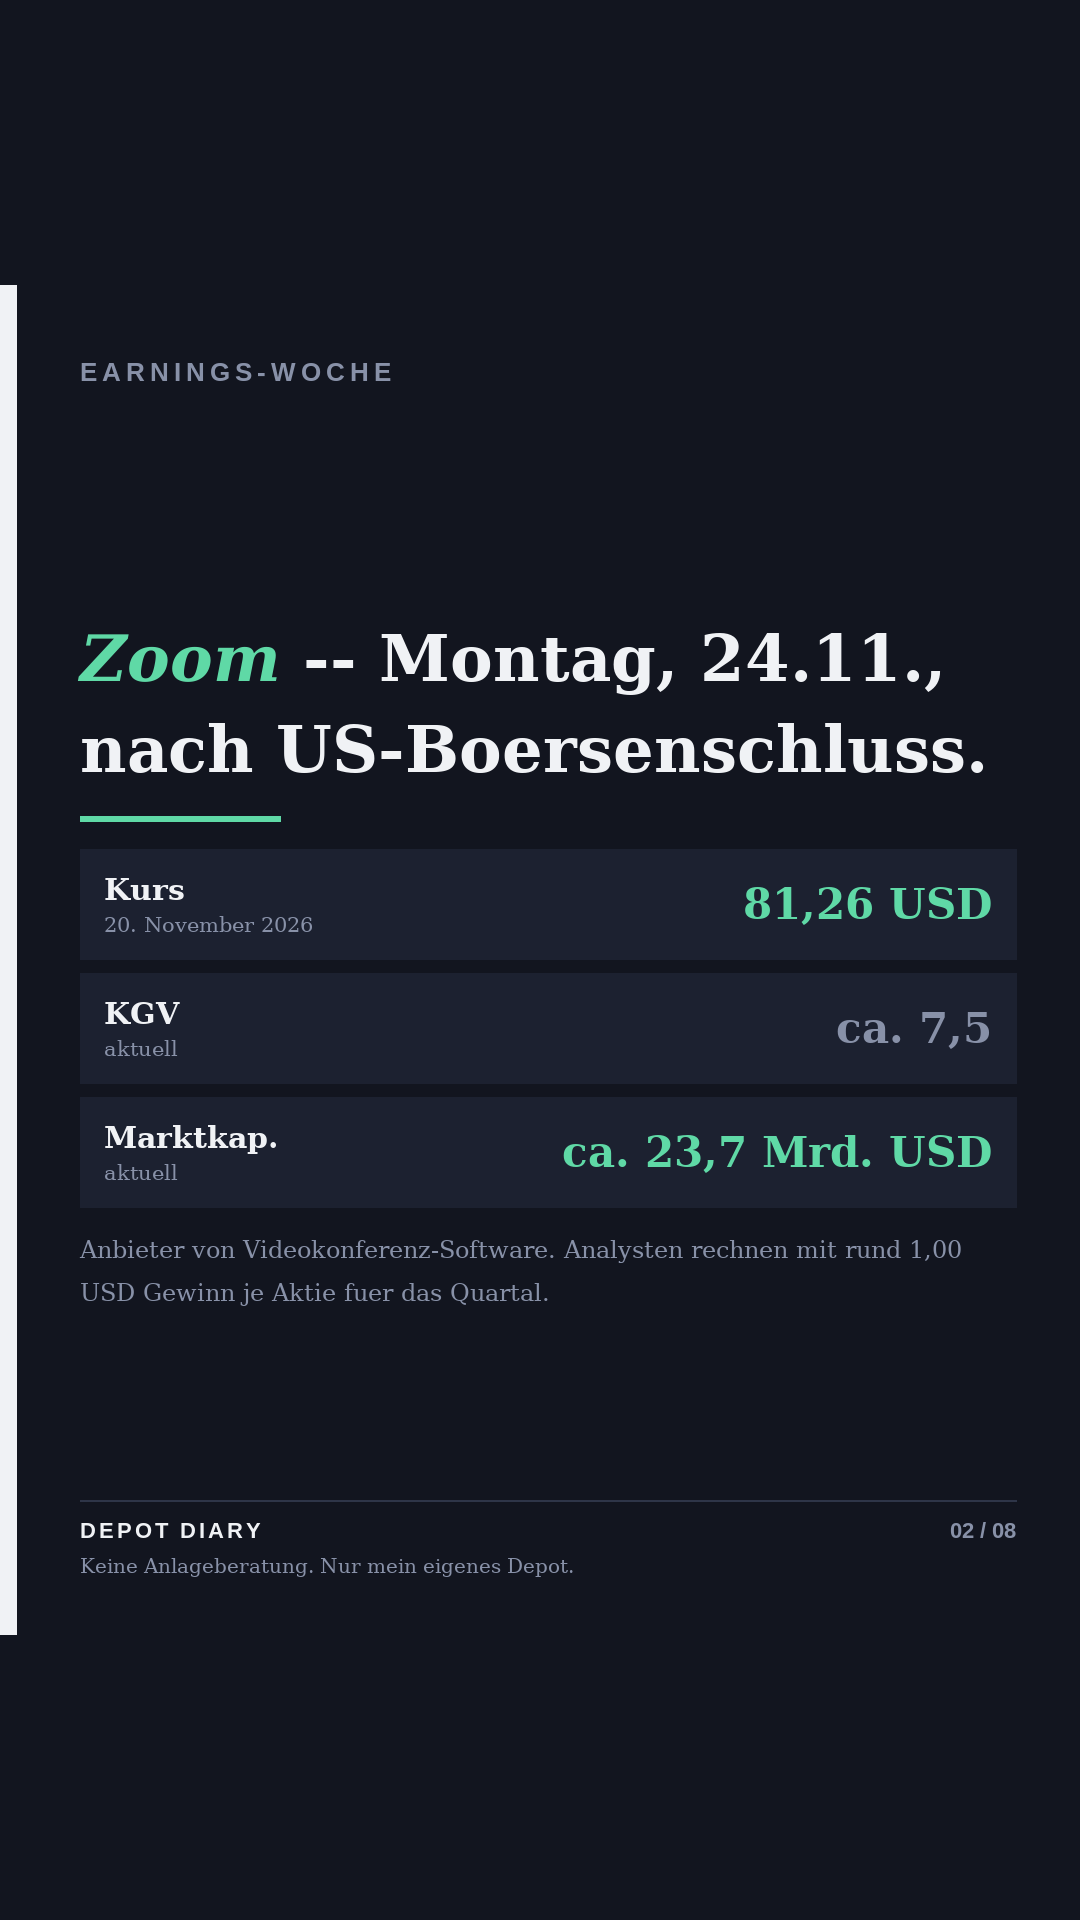 EARNINGS-WOCHE
Zoom -- Montag, 24.11.,
nach US-Boersenschluss.
Kurs
20. November 2026
81,26 USD
KGV
aktuell
ca. 7,5
Marktkap.
aktuell
ca. 23,7 Mrd. USD
Anbieter von Videokonferenz-Software. Analysten rechnen mit rund 1,00
USD Gewinn je Aktie fuer das Quartal.
DEPOT DIARY
02 / 08
Keine Anlageberatung. Nur mein eigenes Depot.